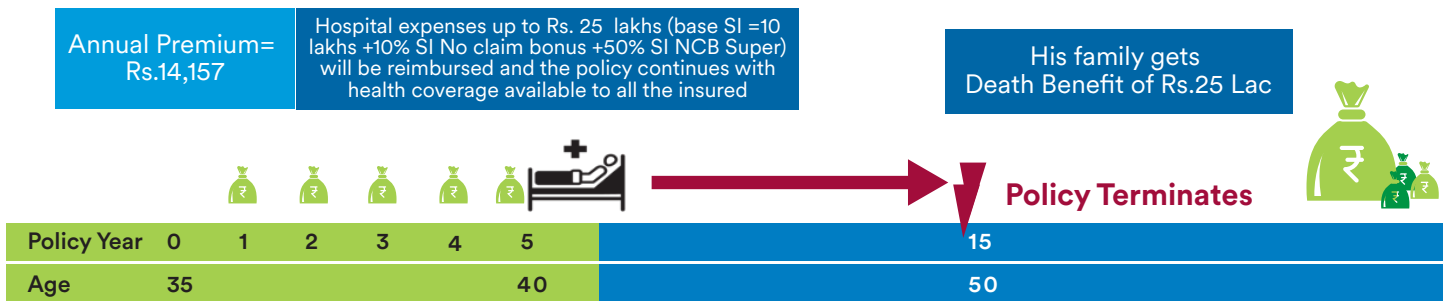 Annual Premium=
Rs.14,157
Hospital expenses up to Rs. 25 lakhs (base SI =10
lakhs +10% SI No claim bonus +50% SI NCB Super)
will be reimbursed and the policy continues with
health coverage available to all the insured
His family gets
Death Benefit of Rs.25 Lac
₹ ₹ ₹ ₹ ₹ ₹ ₹ ₹ ₹
Policy Terminates
Policy Year 0 1 2 3 4 5 15
Age 35 40 50